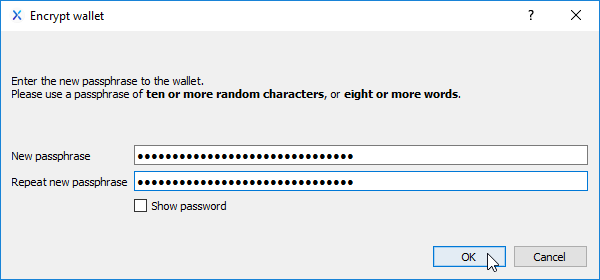 Encrypt wallet
Enter the new passphrase to the wallet.
Please use a passphrase of ten or more random characters, or eight or more words.
New passphrase ●●●●●●●●●●●●●●●●●●●●●●●●●●●●●●●
Repeat new passphrase ●●●●●●●●●●●●●●●●●●●●●●●●●●●●●●●
Show password
OK Cancel